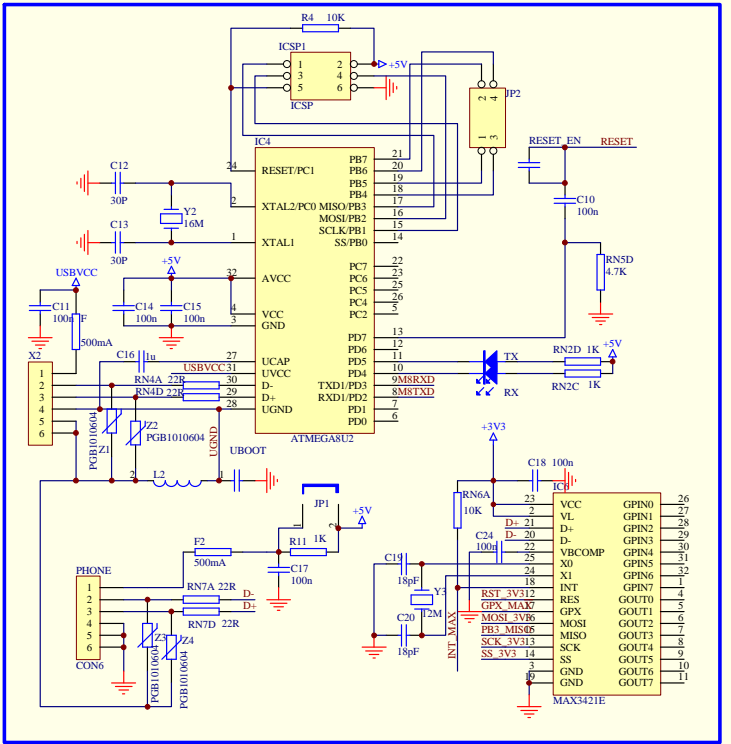 R4 10K
ICSP1
1 2
3 4
5 6
+5V
ICSP
JP2
2 4
1 3
RESET_EN RESET
C10
100n
RN5D
4.7K
IC4
24 RESET/PC1
2 XTAL2/PC0
1 XTAL1
32 AVCC
4 VCC
3 GND
27 UCAP
31 UVCC
30 D-
29 D+
28 UGND
PB7 21
PB6 20
PB5 19
PB4 18
MISO/PB3 17
MOSI/PB2 16
SCLK/PB1 15
SS/PB0 14
PC7 22
PC6 23
PC5 25
PC4 26
PC2 5
PD7 13
PD6 12
PD5 11
PD4 10
TXD1/PD3 9 M8RXD
RXD1/PD2 8 M8TXD
PD1 7
PD0 6
ATMEGA8U2
C12
30P
C13
30P
Y2
16M
+5V
C14
100n
C15
100n
USBVCC
C11
100n
F
500mA
X2
1
2
3
4
5
6
C16 1u
USBVCC
RN4A 22R
RN4D 22R
PGB1010604
Z1
Z2
PGB1010604
UGND
2 L2 1
UBOOT
TX
RX
RN2D 1K
+5V
RN2C 1K
JP1
1 2
+5V
R11 1K
F2
500mA
C17
100n
PHONE
1
2
3
4
5
6
CON6
RN7A 22R D-
D+
RN7D 22R
Z3
PGB1010604
Z4
PGB1010604
+3V3
C18 100n
RN6A
10K
C24
100n
C19
18pF
Y3
12M
C20
18pF
INT_MAX
23 VCC
2 VL
D+ 21 D+
D- 20 D-
22 VBCOMP
25 X0
24 X1
18 INT
RST_3V3 12 RES
GPX_MAX 17 GPX
MOSI_3V3 16 MOSI
PB3_MISO 15 MISO
SCK_3V3 13 SCK
SS_3V3 14 SS
3 GND
19 GND
GPIN0 26
GPIN1 27
GPIN2 28
GPIN3 29
GPIN4 30
GPIN5 31
GPIN6 32
GPIN7 1
GOUT0 4
GOUT1 5
GOUT2 6
GOUT3 7
GOUT4 8
GOUT5 9
GOUT6 10
GOUT7 11
MAX3421E